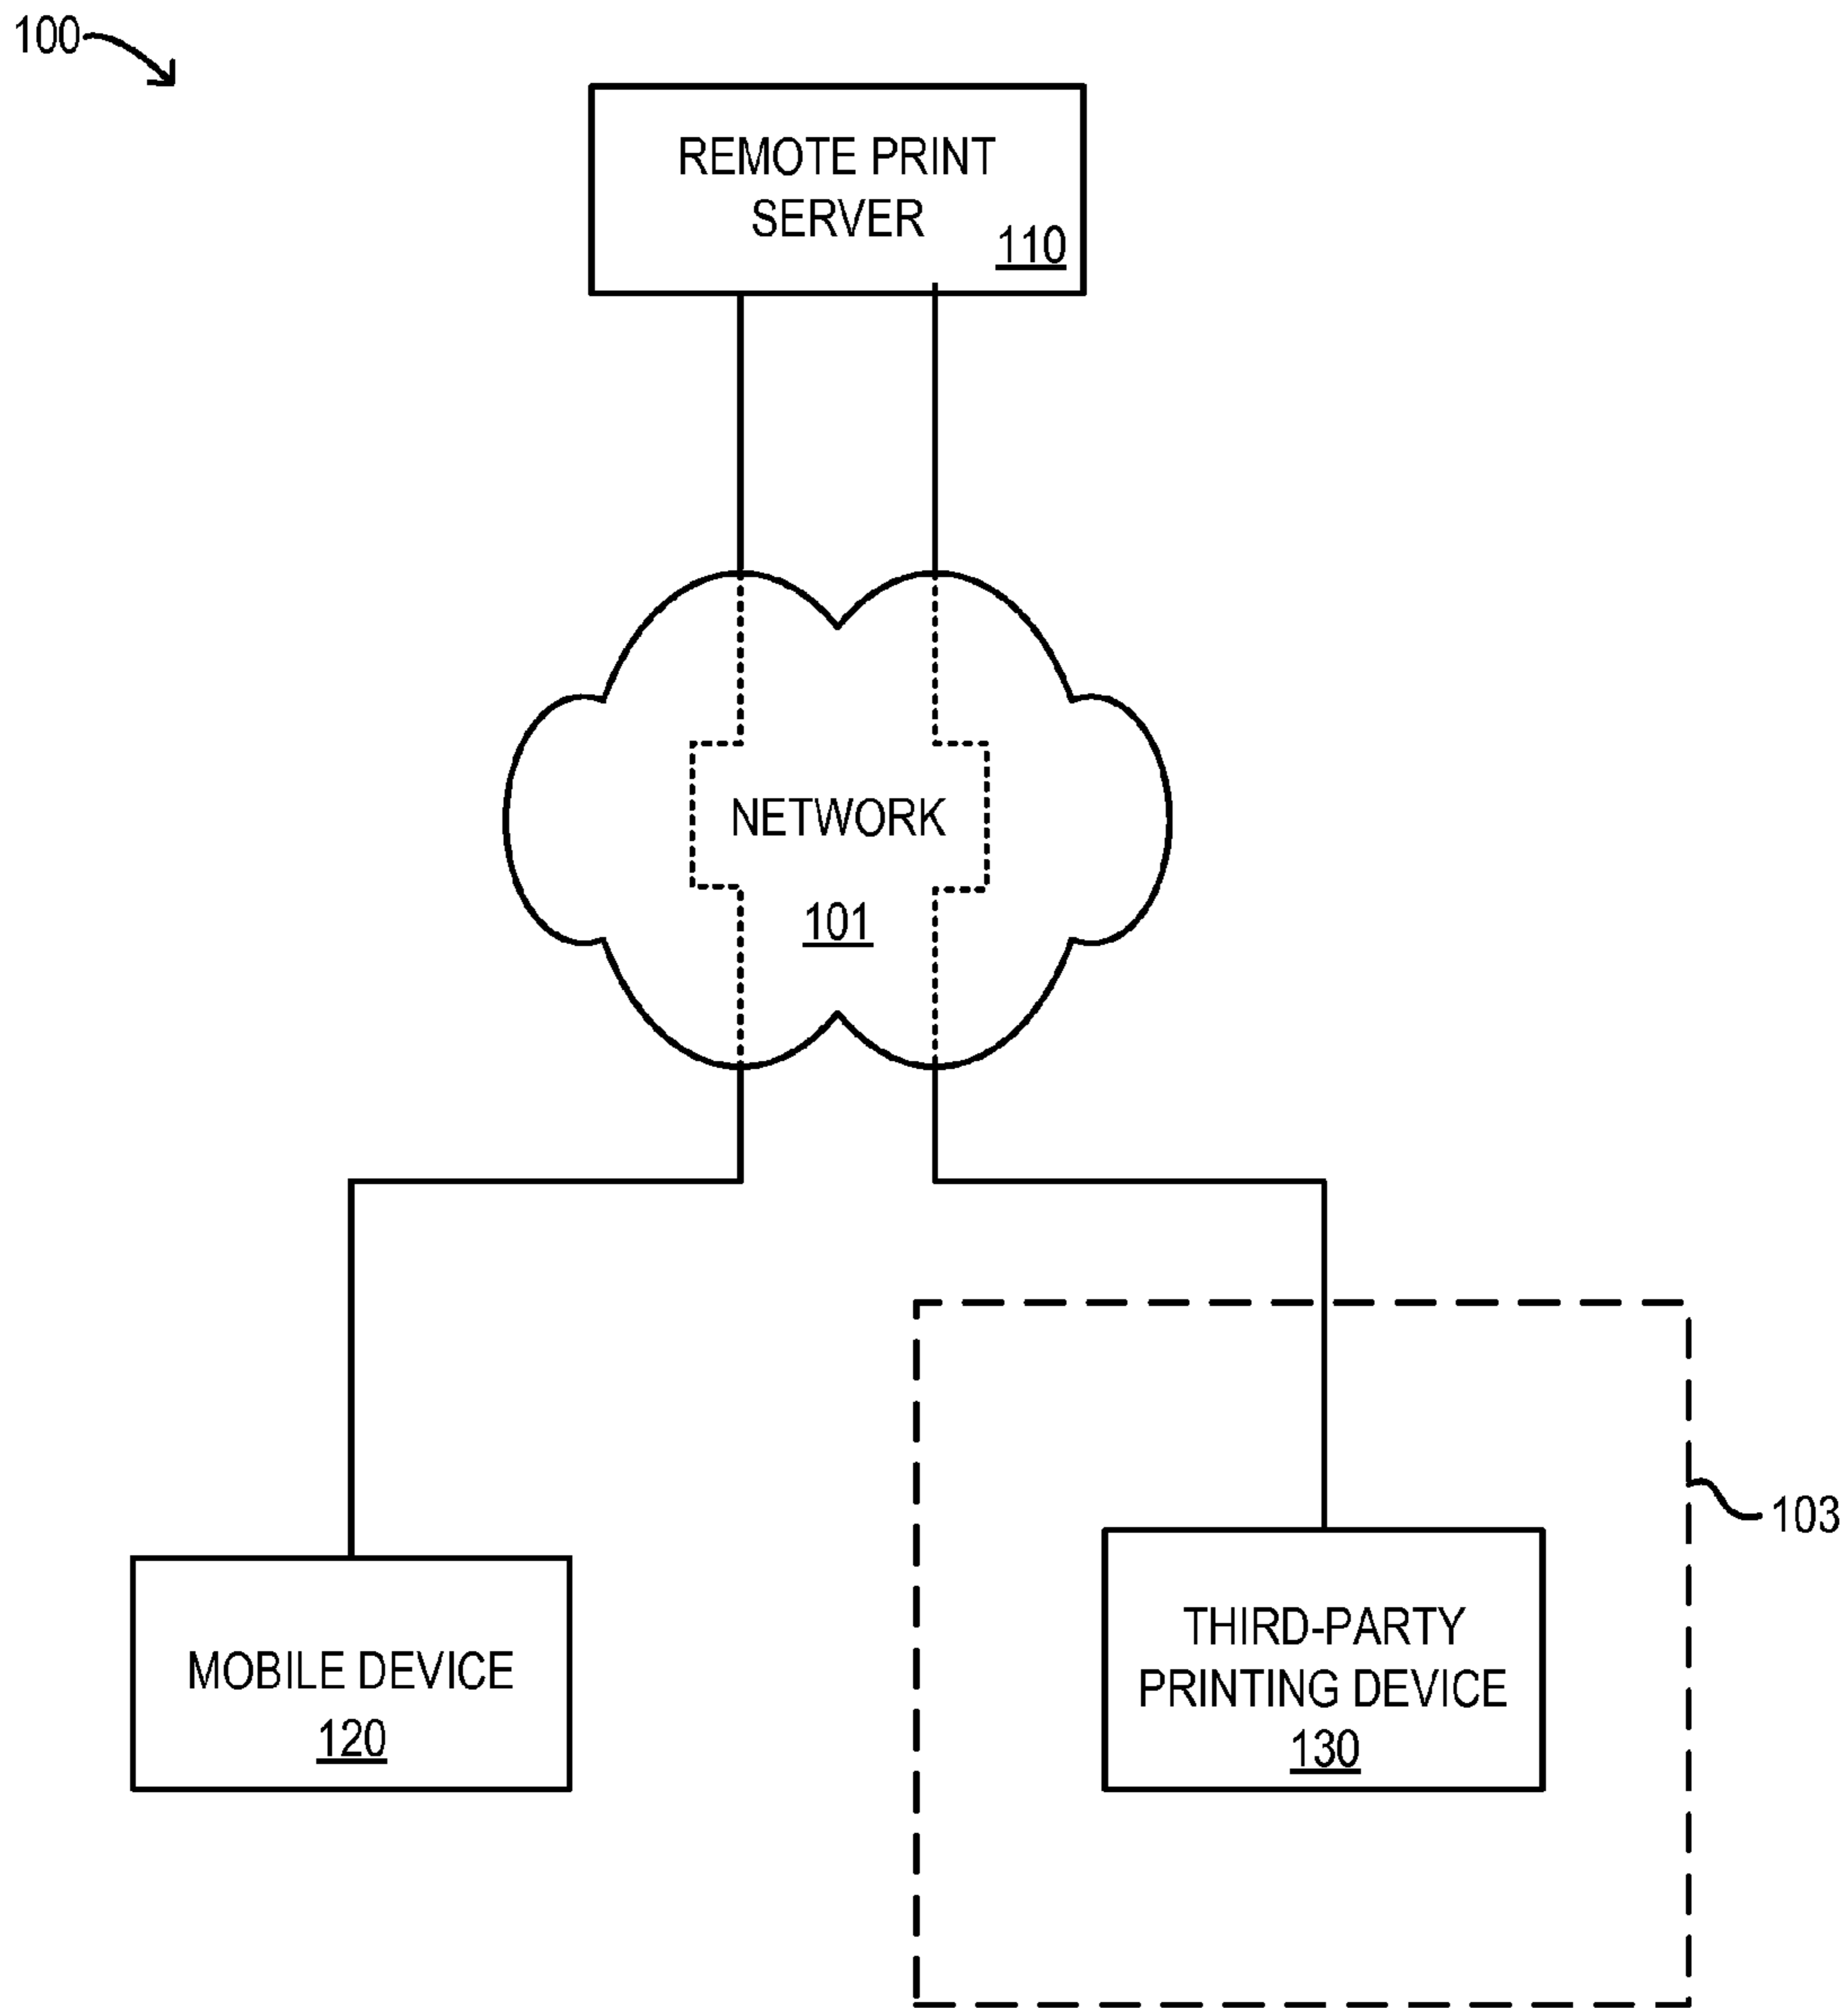 100
REMOTE PRINT
SERVER
110
NETWORK
101
103
MOBILE DEVICE
120
THIRD-PARTY
PRINTING DEVICE
130